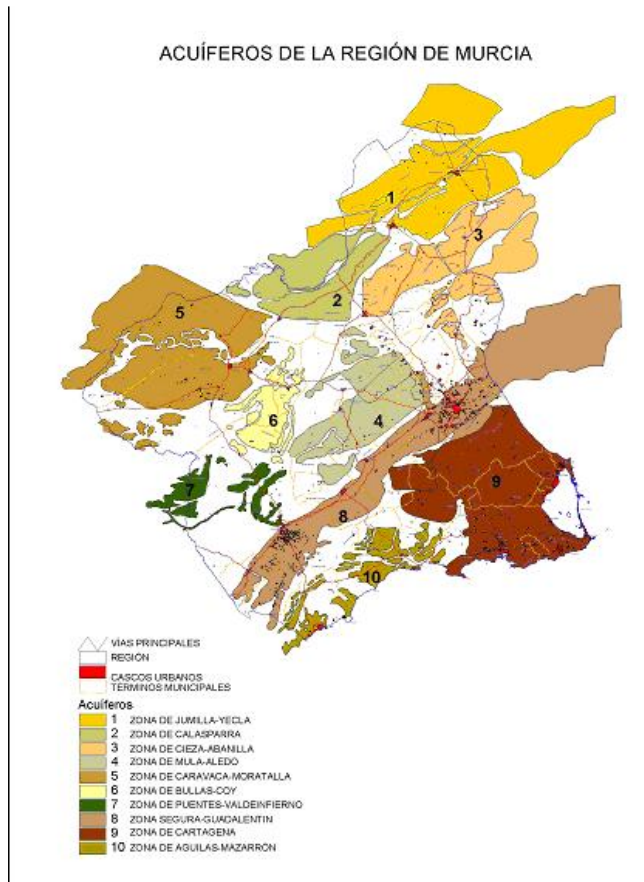 ACUÍFEROS DE LA REGIÓN DE MURCIA
1
3
2
5
6
4
7
9
8
10
VÍAS PRINCIPALES
REGIÓN
CASCOS URBANOS
TERMINOS MUNICIPALES
Acuíferos
1 ZONA DE JUMILLA-YECLA
2 ZONA DE CALASPARRA
3 ZONA DE CIEZA-ABANILLA
4 ZONA DE MULA-ALEDO
5 ZONA DE CARAVACA-MORATALLA
6 ZONA DE BULLAS-COY
7 ZONA DE PUENTES-VALDEINFIERNO
8 ZONA SEGURA-GUADALENTIN
9 ZONA DE CARTAGENA
10 ZONA DE AGUILAS-MAZARRÓN